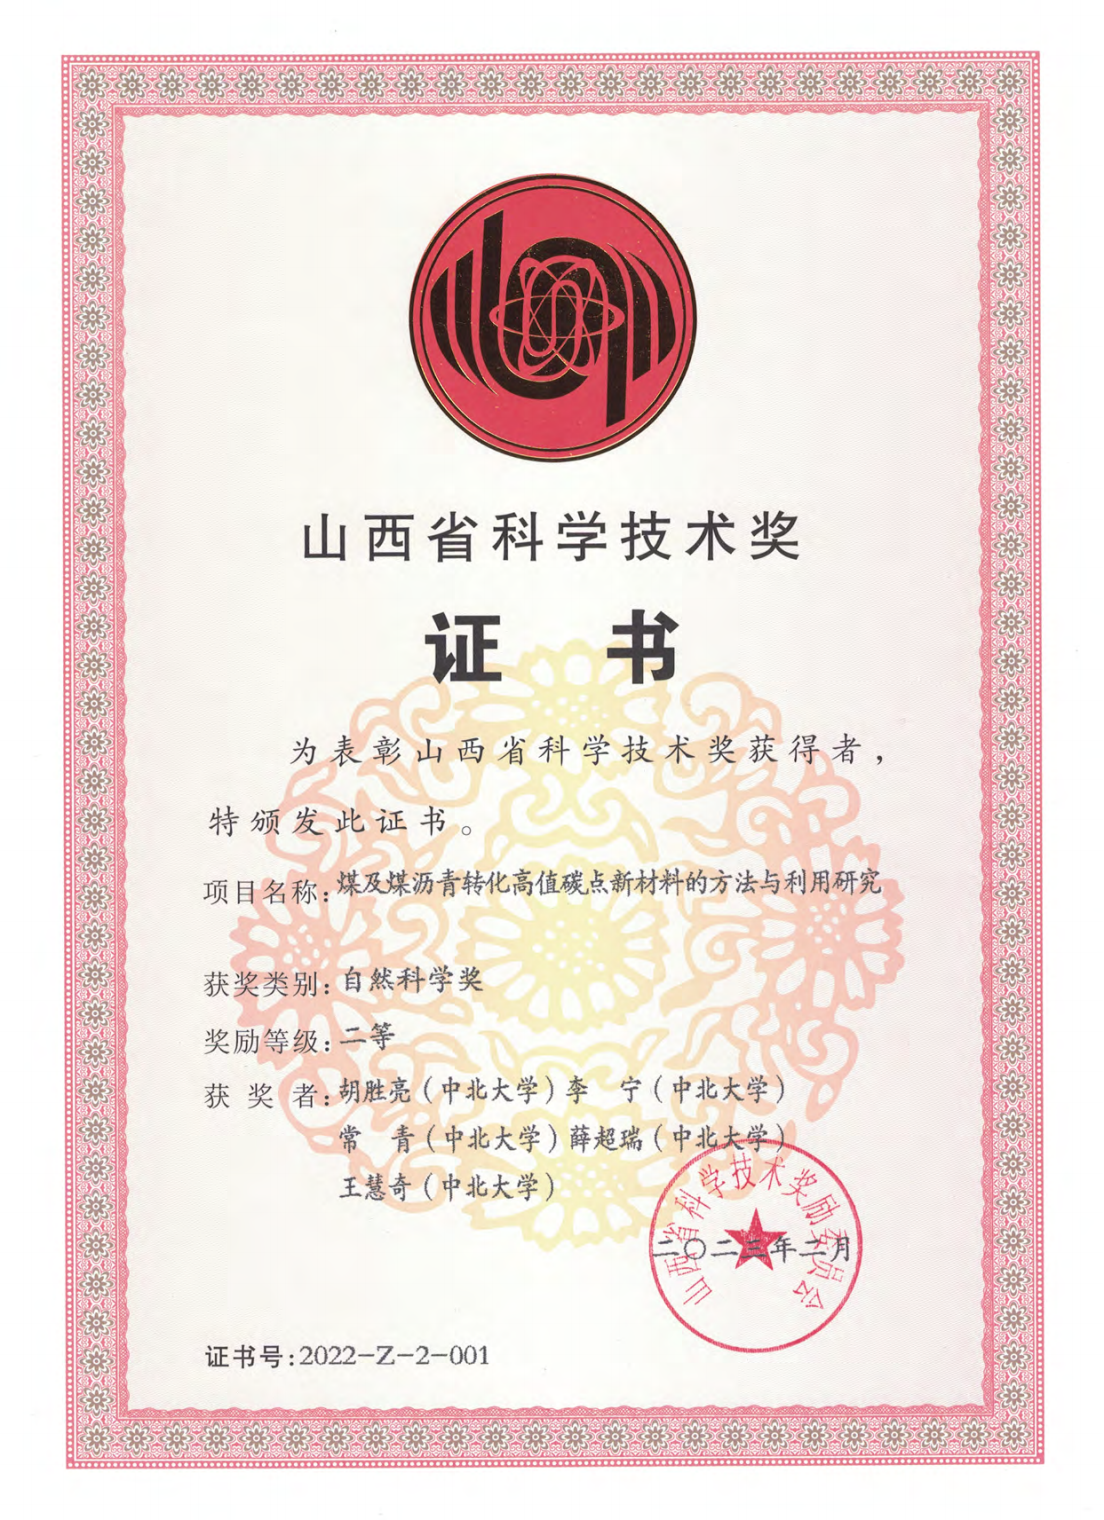 山西省科学技术奖
证 书
为表彰山西省科学技术奖获得者，
特颁发此证书。
项目名称:煤及煤沥青转化高值碳点新材料的方法与利用研究
获奖类别:自然科学奖
奖励等级:二等
获 奖 者:胡胜亮(中北大学)李 宁(中北大学)
常 青(中北大学)薛超瑞(中北大学)
王慧奇(中北大学)
山西省科学技术奖励委员会
二〇二三年二月
证书号:2022-Z-2-001